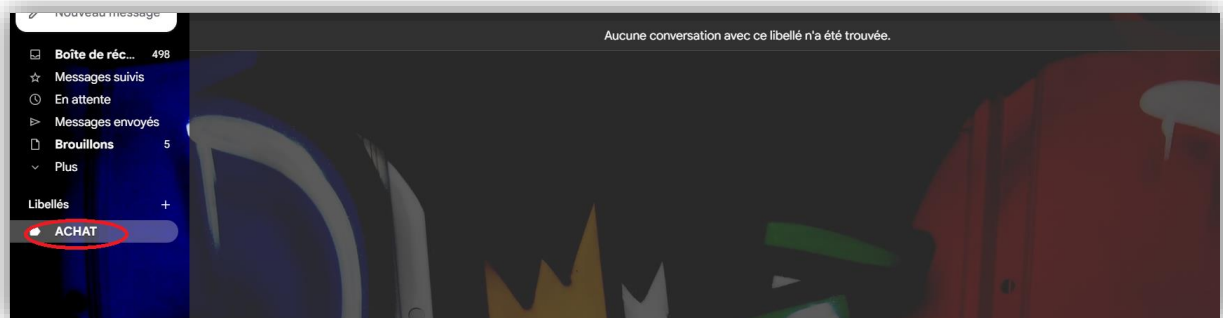 Nouveau message
Aucune conversation avec ce libellé n'a été trouvée.
Boîte de réc... 498
Messages suivis
En attente
Messages envoyés
Brouillons 5
Plus
Libellés +
ACHAT